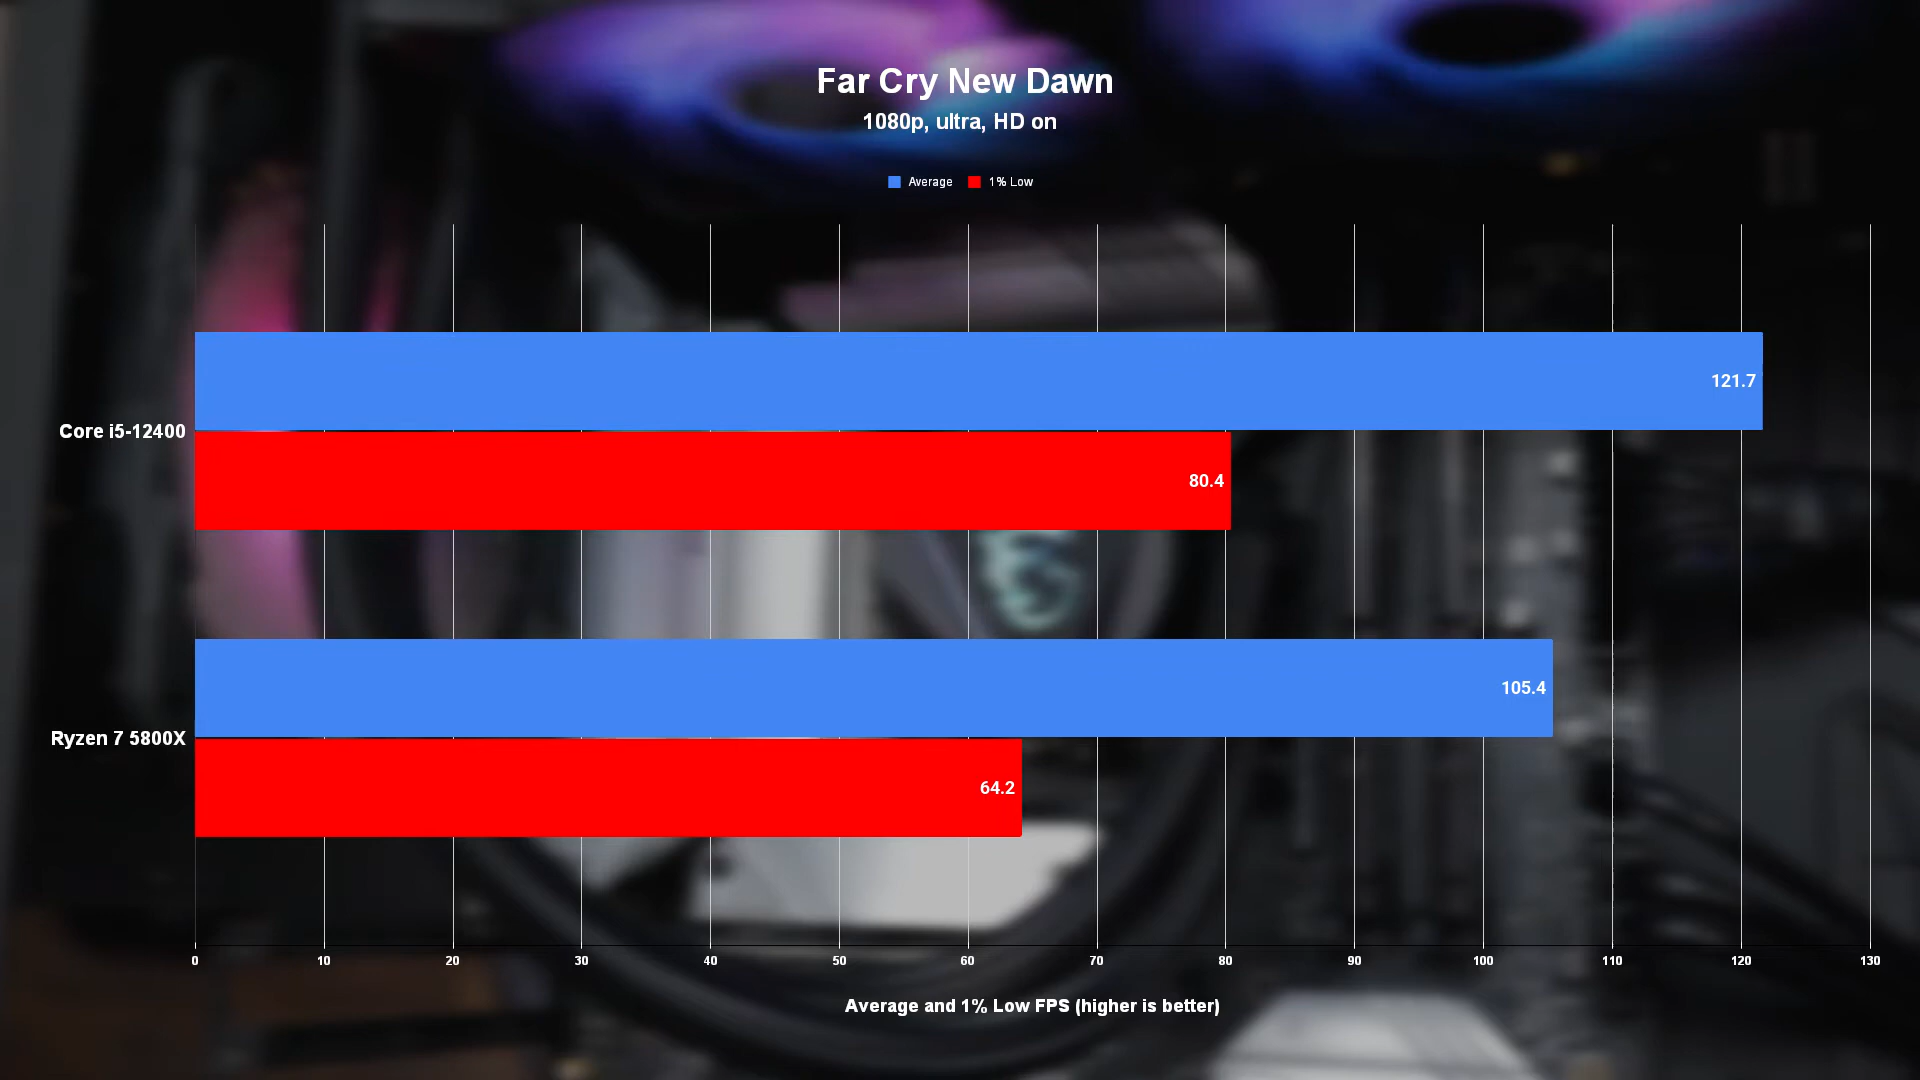 Far Cry New Dawn
1080p, ultra, HD on
Average 1% Low
121.7
Core i5-12400
80.4
105.4
Ryzen 7 5800X
64.2
0 10 20 30 40 50 60 70 80 90 100 110 120 130
Average and 1% Low FPS (higher is better)